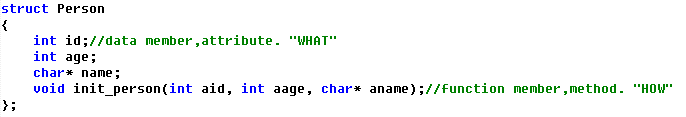 struct Person
{
    int id;//data member,attribute. "WHAT"
    int age;
    char* name;
    void init_person(int aid, int aage, char* aname);//function member,method. "HOW"
};